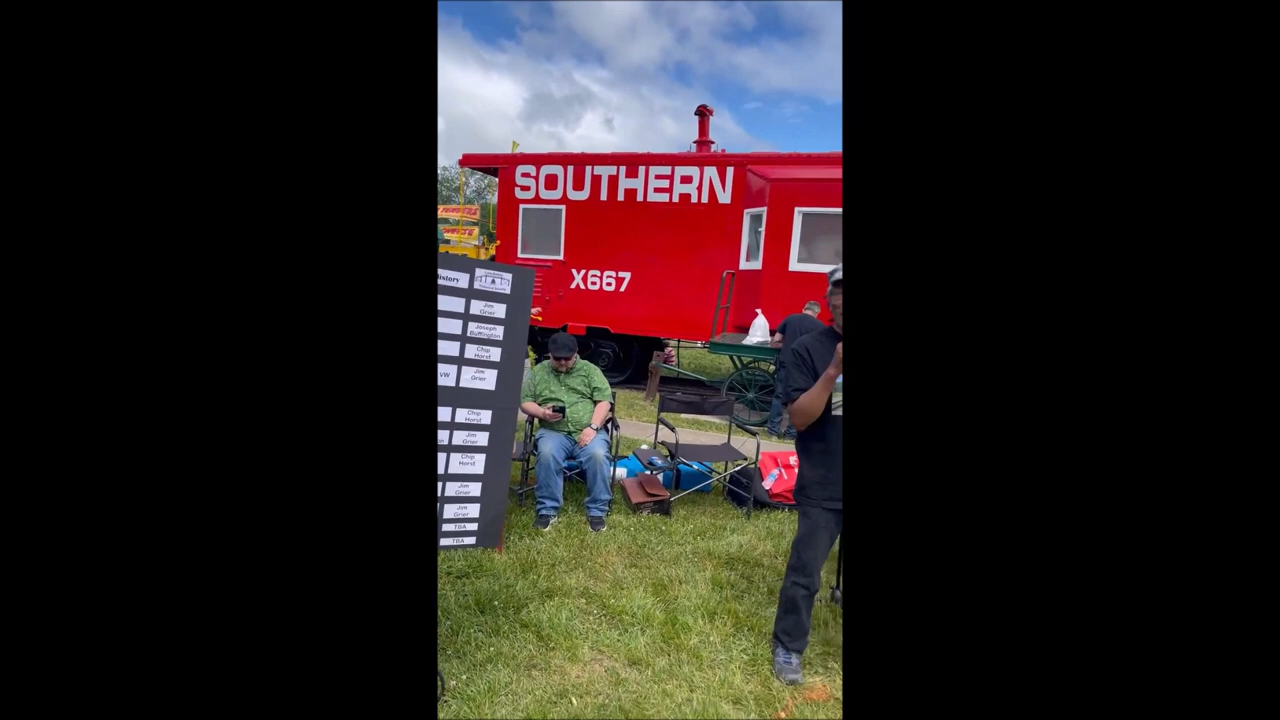 SOUTHERN
X667
History
Jim
Grier
Joseph
Buffington
Chip
Horst
VW
Jim
Grier
Chip
Horst
Jim
Grier
Chip
Horst
Jim
Grier
Jim
Grier
TBA
TBA